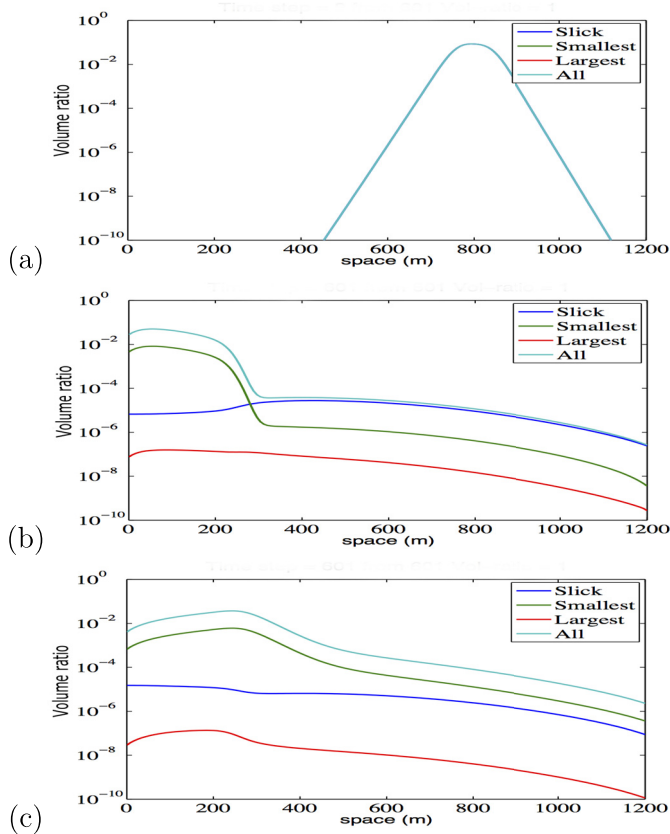 10^0
10^-2
10^-4
10^-6
10^-8
10^-10
Volume ratio
0 200 400 600 800 1000 1200
space (m)
Slick
Smallest
Largest
All
(a)
10^0
10^-2
10^-4
10^-6
10^-8
10^-10
Volume ratio
0 200 400 600 800 1000 1200
space (m)
Slick
Smallest
Largest
All
(b)
10^0
10^-2
10^-4
10^-6
10^-8
10^-10
Volume ratio
0 200 400 600 800 1000 1200
space (m)
Slick
Smallest
Largest
All
(c)